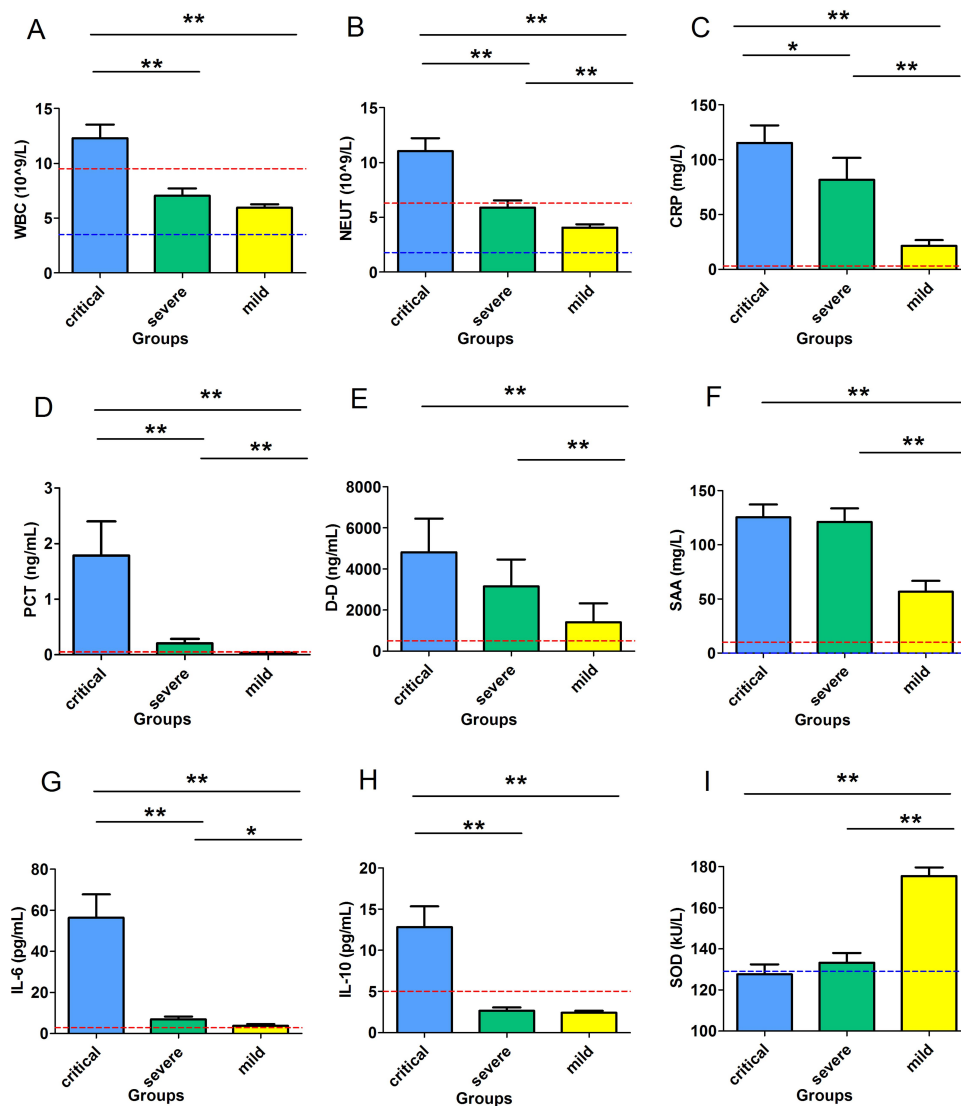 A
**
**
WBC (10^9/L)
15
10
5
0
critical
severe
mild
Groups
B
**
**
**
NEUT (10^9/L)
15
10
5
0
critical
severe
mild
Groups
C
**
*
**
CRP (mg/L)
150
100
50
0
critical
severe
mild
Groups
D
**
**
**
PCT (ng/mL)
3
2
1
0
critical
severe
mild
Groups
E
**
**
D-D (ng/mL)
8000
6000
4000
2000
0
critical
severe
mild
Groups
F
**
**
SAA (mg/L)
150
100
50
0
critical
severe
mild
Groups
G
**
**
*
IL-6 (pg/mL)
80
60
40
20
0
critical
severe
mild
Groups
H
**
**
IL-10 (pg/mL)
20
15
10
5
0
critical
severe
mild
Groups
I
**
**
SOD (kU/L)
180
160
140
120
100
critical
severe
mild
Groups